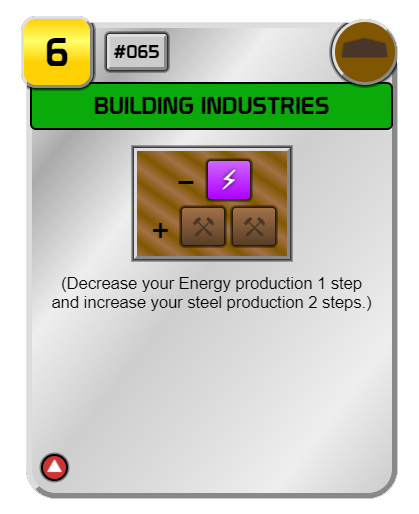 6
#065
BUILDING INDUSTRIES
−
+
(Decrease your Energy production 1 step
and increase your steel production 2 steps.)